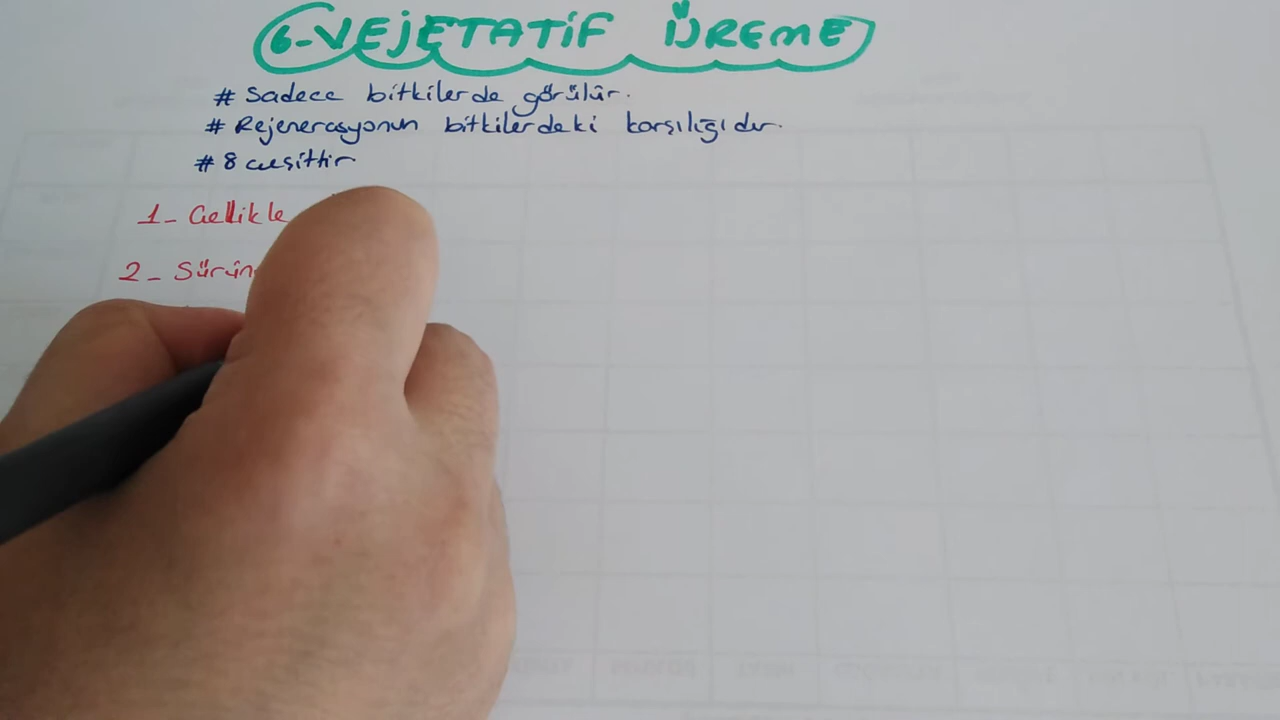 6-VEJETATİF ÜREME
# Sadece bitkilerde görülür.
# Rejenerasyonun bitkilerdeki karşılığıdır.
# 8 çeşittir
1- Çelikle
2- Sürün